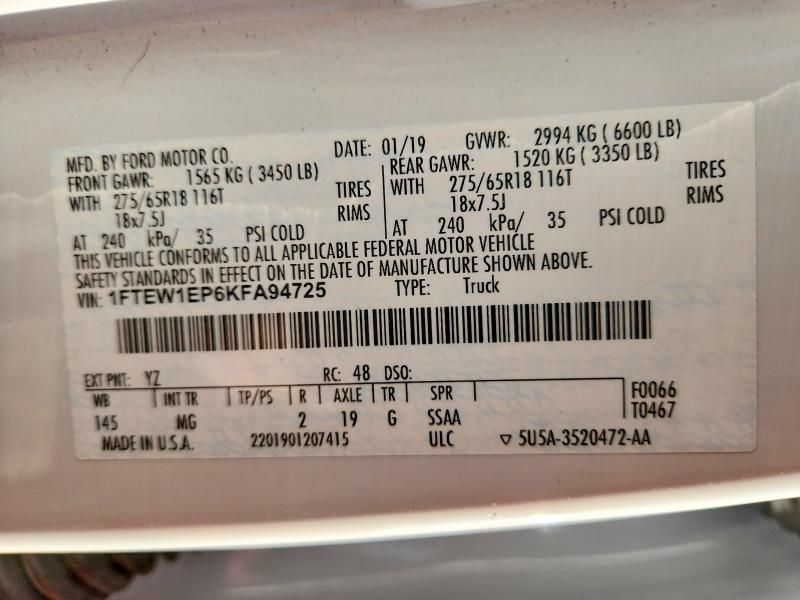 MFD. BY FORD MOTOR CO. DATE: 01/19 GVWR: 2994 KG ( 6600 LB)
FRONT GAWR: 1565 KG ( 3450 LB) REAR GAWR: 1520 KG ( 3350 LB)
WITH 275/65R18 116T TIRES WITH 275/65R18 116T TIRES
18x7.5J RIMS 18x7.5J RIMS
AT 240 kPa/ 35 PSI COLD AT 240 kPa/ 35 PSI COLD
THIS VEHICLE CONFORMS TO ALL APPLICABLE FEDERAL MOTOR VEHICLE
SAFETY STANDARDS IN EFFECT ON THE DATE OF MANUFACTURE SHOWN ABOVE.
VIN: 1FTEW1EP6KFA94725 TYPE: Truck
EXT PNT: YZ RC: 48 DSO:
WB INT TR TP/PS R AXLE TR SPR F0066
145 MG 2 19 G SSAA T0467
MADE IN U.S.A. 2201901207415 ULC ▽ 5U5A-3520472-AA